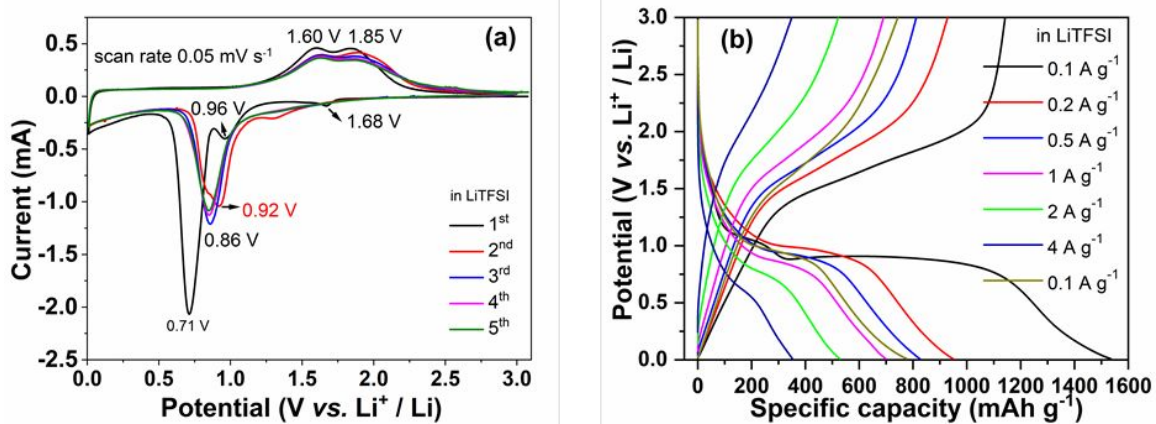 (a)
scan rate 0.05 mV s⁻¹
1.60 V 1.85 V
0.96 V
1.68 V
0.92 V
0.86 V
0.71 V
in LiTFSI
1ˢᵗ
2ⁿᵈ
3ʳᵈ
4ᵗʰ
5ᵗʰ
Current (mA)
0.5
0.0
-0.5
-1.0
-1.5
-2.0
-2.5
0.0 0.5 1.0 1.5 2.0 2.5 3.0
Potential (V vs. Li⁺ / Li)
(b)
in LiTFSI
0.1 A g⁻¹
0.2 A g⁻¹
0.5 A g⁻¹
1 A g⁻¹
2 A g⁻¹
4 A g⁻¹
0.1 A g⁻¹
Potential (V vs. Li⁺ / Li)
3.0
2.5
2.0
1.5
1.0
0.5
0.0
0 200 400 600 800 1000 1200 1400 1600
Specific capacity (mAh g⁻¹)